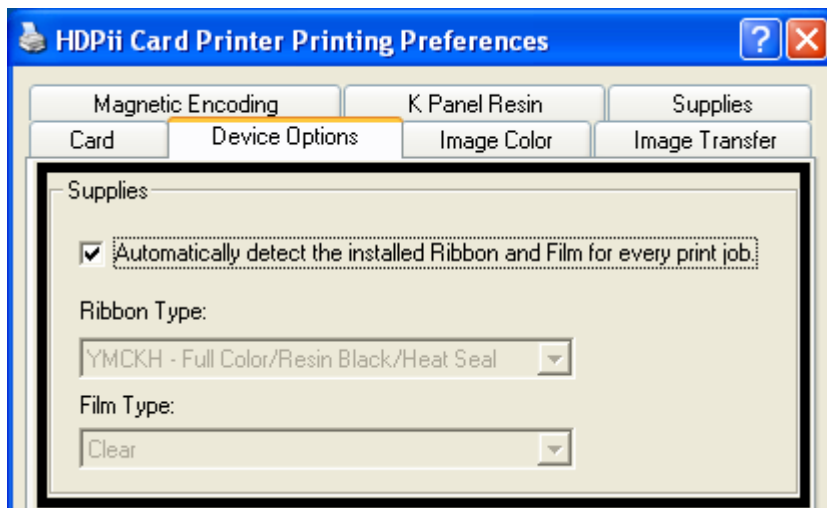 HDPii Card Printer Printing Preferences
Magnetic Encoding K Panel Resin Supplies
Card Device Options Image Color Image Transfer
Supplies
Automatically detect the installed Ribbon and Film for every print job.
Ribbon Type:
YMCKH - Full Color/Resin Black/Heat Seal
Film Type:
Clear